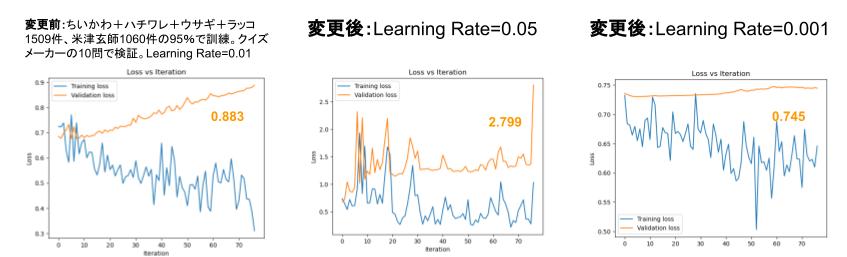 変更前：ちいかわ＋ハチワレ＋ウサギ＋ラッコ
1509件、米津玄師1060件の95%で訓練。クイズ
メーカーの10問で検証。Learning Rate=0.01
Loss vs Iteration
Training loss
Validation loss
0.883
0.9
0.8
0.7
0.6
0.5
0.4
0.3
Loss
0 10 20 30 40 50 60 70
Iteration
変更後：Learning Rate=0.05
Loss vs Iteration
Training loss
Validation loss
2.799
2.5
2.0
1.5
1.0
0.5
Loss
0 10 20 30 40 50 60 70
Iteration
変更後：Learning Rate=0.001
Loss vs Iteration
0.745
0.75
0.70
0.65
0.60
0.55
0.50
Loss
Training loss
Validation loss
0 10 20 30 40 50 60 70
Iteration